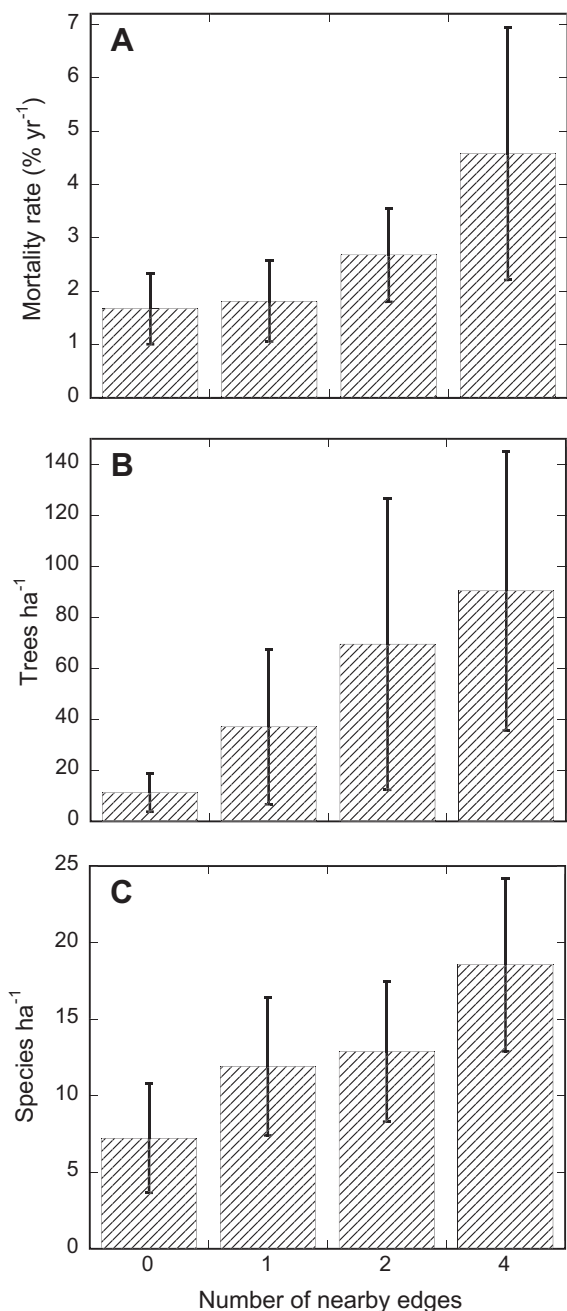 A
7
6
5
4
3
2
1
0
Mortality rate (% yr⁻¹)
B
140
120
100
80
60
40
20
0
Trees ha⁻¹
C
25
20
15
10
5
0
Species ha⁻¹
0 1 2 4
Number of nearby edges